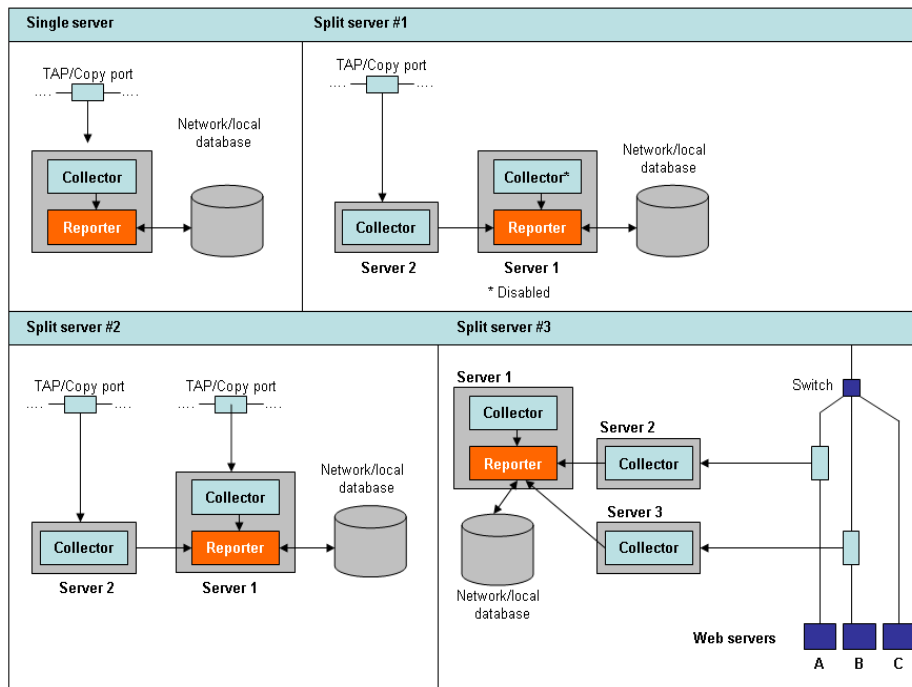 Single server
TAP/Copy port
.... ....
Network/local
database
Collector
Reporter
Split server #1
TAP/Copy port
.... ....
Network/local
database
Collector*
Collector
Reporter
Server 2
Server 1
* Disabled
Split server #2
TAP/Copy port
TAP/Copy port
.... ....
.... ....
Network/local
database
Collector
Collector
Reporter
Server 2
Server 1
Split server #3
Server 1
Switch
Collector
Server 2
Reporter
Collector
Server 3
Collector
Network/local
database
Web servers
A B C